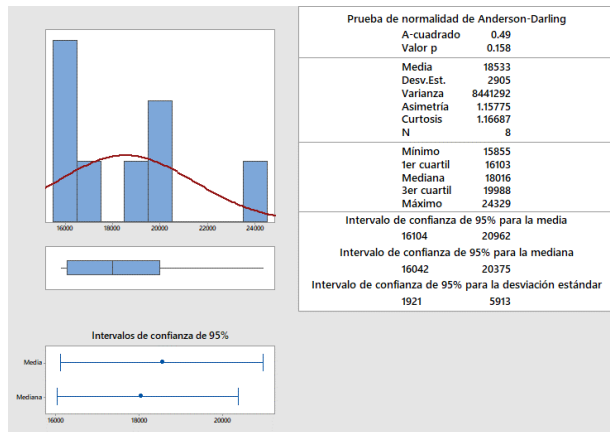 16000 18000 20000 22000 24000
Intervalos de confianza de 95%
Media
Mediana
16000 18000 20000
Prueba de normalidad de Anderson-Darling
A-cuadrado 0.49
Valor p 0.158
Media 18533
Desv.Est. 2905
Varianza 8441292
Asimetría 1.15775
Curtosis 1.16687
N 8
Mínimo 15855
1er cuartil 16103
Mediana 18016
3er cuartil 19988
Máximo 24329
Intervalo de confianza de 95% para la media
16104 20962
Intervalo de confianza de 95% para la mediana
16042 20375
Intervalo de confianza de 95% para la desviación estándar
1921 5913